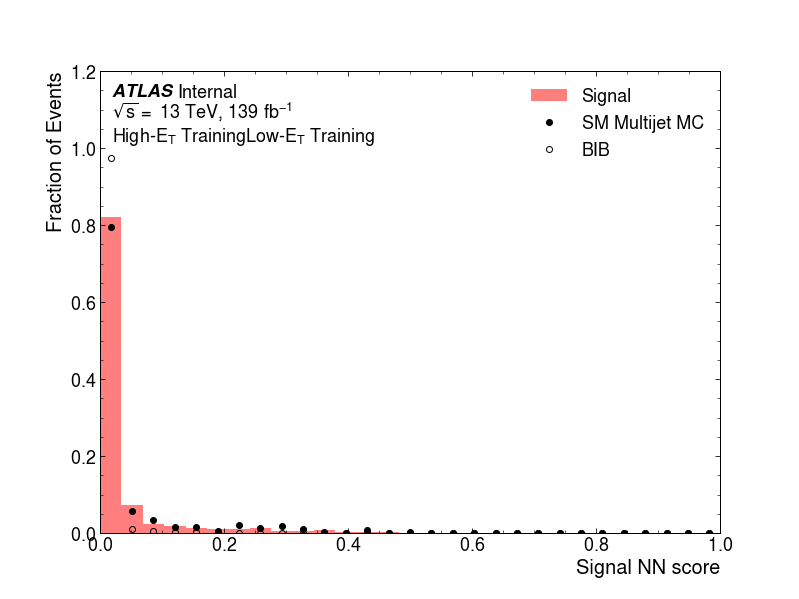 ATLAS Internal
√s = 13 TeV, 139 fb⁻¹
High-E_T TrainingLow-E_T Training
Signal
SM Multijet MC
BIB
Fraction of Events
1.2
1.0
0.8
0.6
0.4
0.2
0.0
0.0 0.2 0.4 0.6 0.8 1.0
Signal NN score